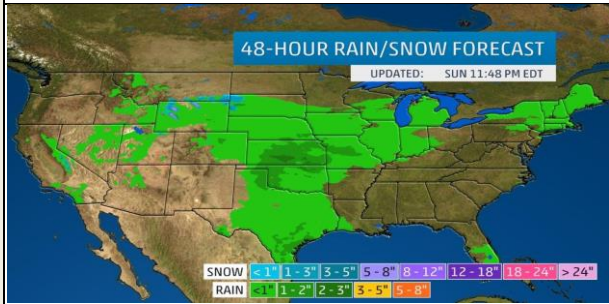 48-HOUR RAIN/SNOW FORECAST
UPDATED: SUN 11:48 PM EDT
SNOW <1" 1 - 3" 3 - 5" 5 - 8" 8 - 12" 12 - 18" 18 - 24" > 24"
RAIN <1" 1 - 2" 2 - 3" 3 - 5" 5 - 8"